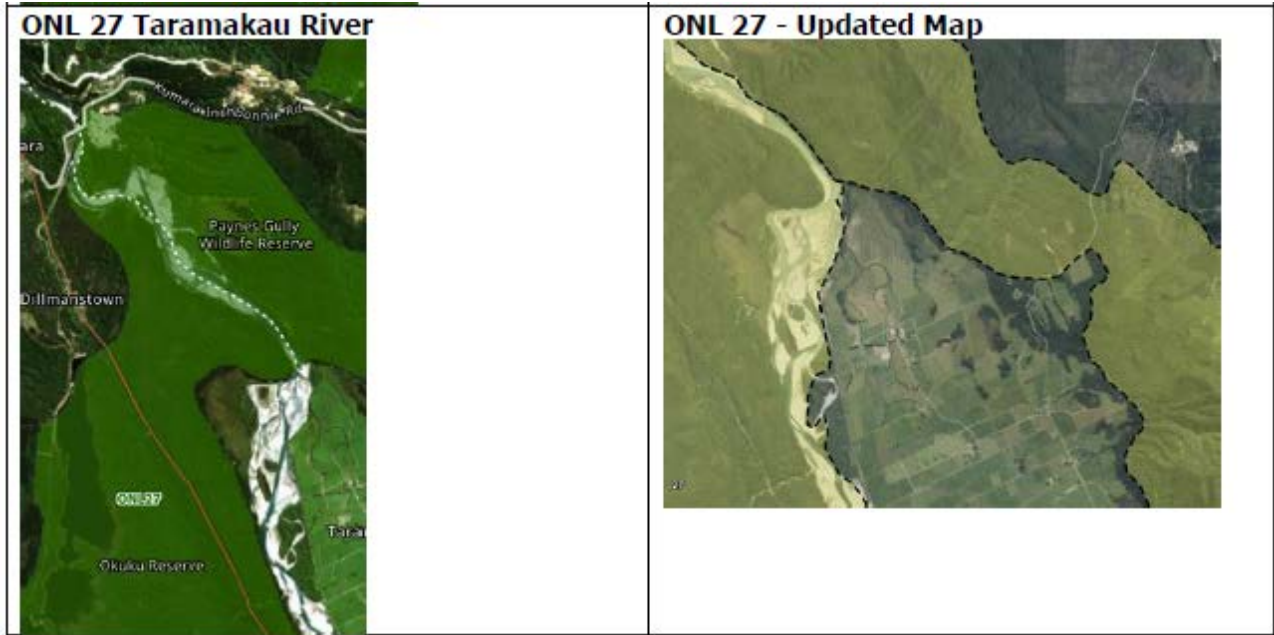 ONL 27 Taramakau River
ONL 27 - Updated Map
Kumara Inchbonnie Rd
ara
Paynes Gully
Wildlife Reserve
Dillmanstown
ONL27
Okuku Reserve
Tara
27